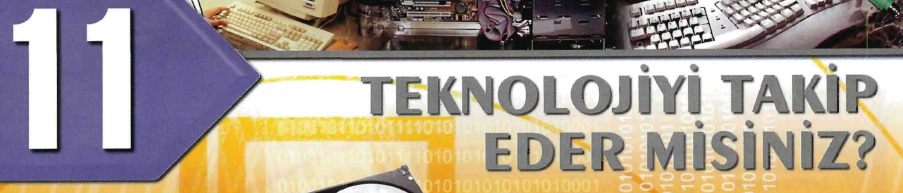 11
TEKNOLOJİYİ TAKİP
EDER MİSİNİZ?